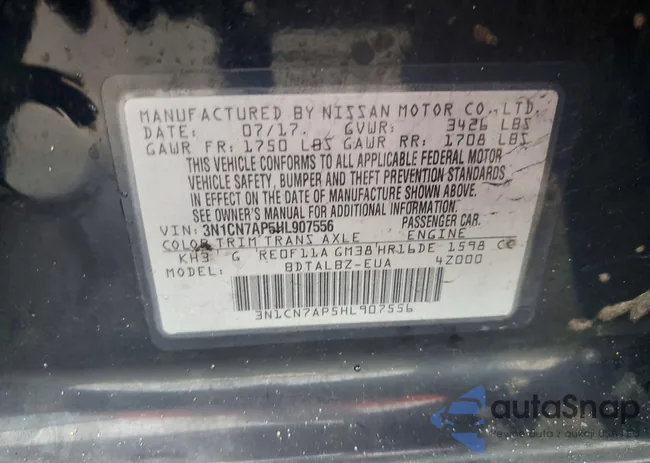 MANUFACTURED BY NISSAN MOTOR CO., LTD.
DATE: 07/17. GVWR: 3426 LBS
GAWR FR: 1750 LBS GAWR RR: 1708 LBS
THIS VEHICLE CONFORMS TO ALL APPLICABLE FEDERAL MOTOR
VEHICLE SAFETY, BUMPER AND THEFT PREVENTION STANDARDS
IN EFFECT ON THE DATE OF MANUFACTURE SHOWN ABOVE.
SEE OWNER'S MANUAL FOR ADDITIONAL INFORMATION.
VIN: 3N1CN7AP5HL907556 PASSENGER CAR.
COLOR TRIM TRANS AXLE ENGINE
KH3 G RE0F11A GM38 HR16DE 1598 CC
MODEL: BDTALBZ-EUA 4Z000
3N1CN7AP5HL907556
autaSnap